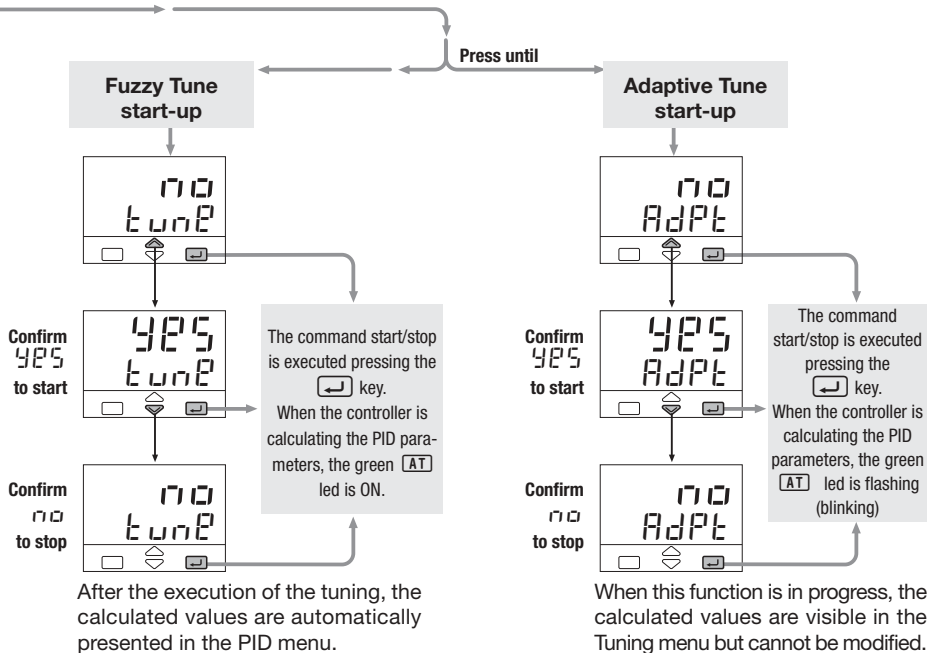 Press until
Fuzzy Tune
start-up
no
tune
Confirm
YES
to start
YES
tune
Confirm
no
to stop
no
tune
The command start/stop
is executed pressing the
key.
When the controller is
calculating the PID para-
meters, the green AT
led is ON.
After the execution of the tuning, the
calculated values are automatically
presented in the PID menu.
Adaptive Tune
start-up
no
AdPt
Confirm
YES
to start
YES
AdPt
Confirm
no
to stop
no
AdPt
The command
start/stop is executed
pressing the
key.
When the controller is
calculating the PID
parameters, the green
AT led is flashing
(blinking)
When this function is in progress, the
calculated values are visible in the
Tuning menu but cannot be modified.